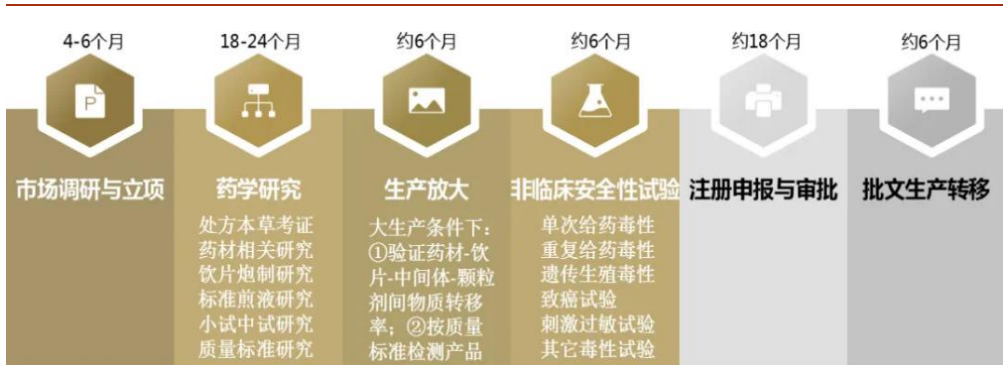 4-6个月
18-24个月
约6个月
约6个月
约18个月
约6个月
P
市场调研与立项
药学研究
处方本草考证
药材相关研究
饮片炮制研究
标准煎液研究
小试中试研究
质量标准研究
生产放大
大生产条件下：
①验证药材-饮
片-中间体-颗粒
剂间物质转移
率；②按质量
标准检测产品
非临床安全性试验
单次给药毒性
重复给药毒性
遗传生殖毒性
致癌试验
刺激过敏试验
其它毒性试验
注册申报与审批
批文生产转移